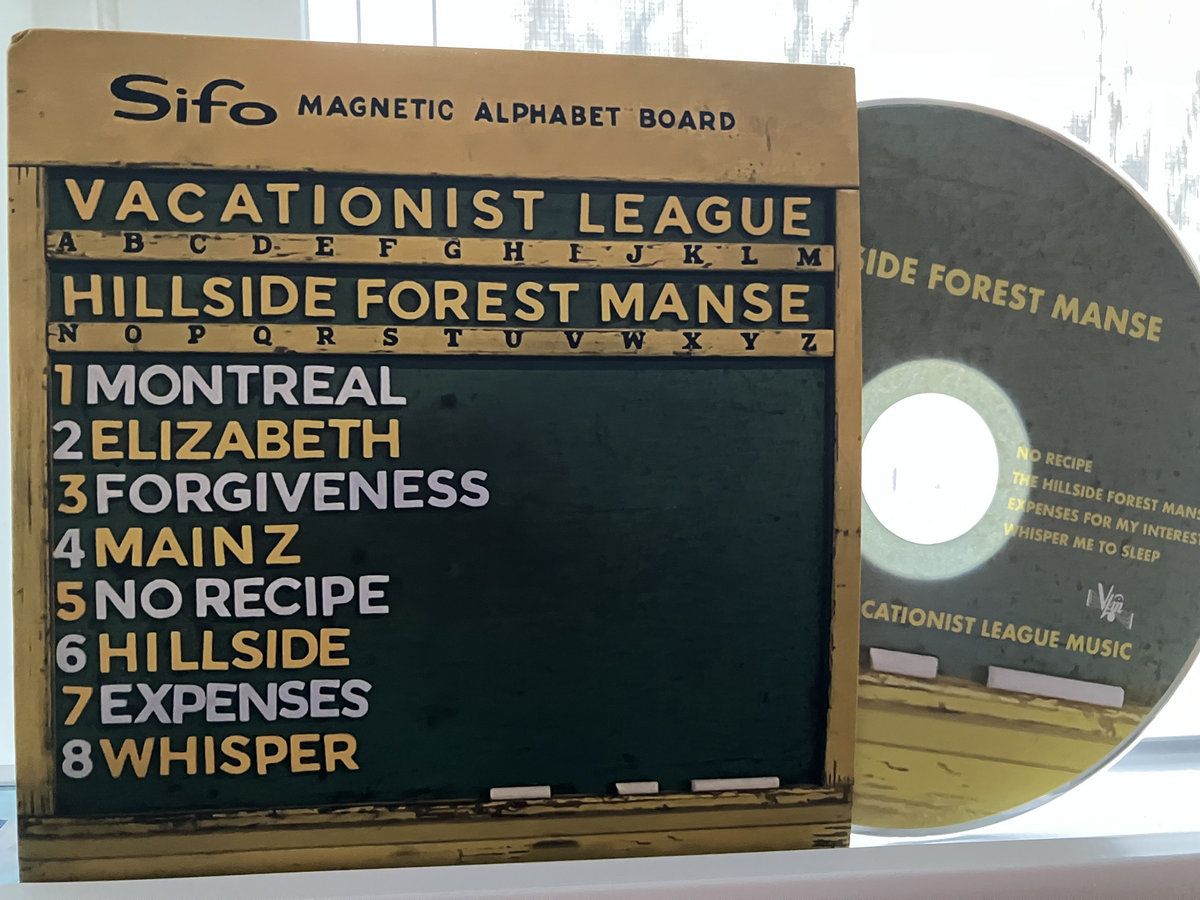 Sifo MAGNETIC ALPHABET BOARD
VACATIONIST LEAGUE
A B C D E F G H I J K L M
HILLSIDE FOREST MANSE
N O P Q R S T U V W X Y Z
1 MONTREAL
2 ELIZABETH
3 FORGIVENESS
4 MAINZ
5 NO RECIPE
6 HILLSIDE
7 EXPENSES
8 WHISPER
SIDE FOREST MANSE
NO RECIPE
THE HILLSIDE FOREST MANS
EXPENSES FOR MY INTEREST
WHISPER ME TO SLEEP
CATIONIST LEAGUE MUSIC